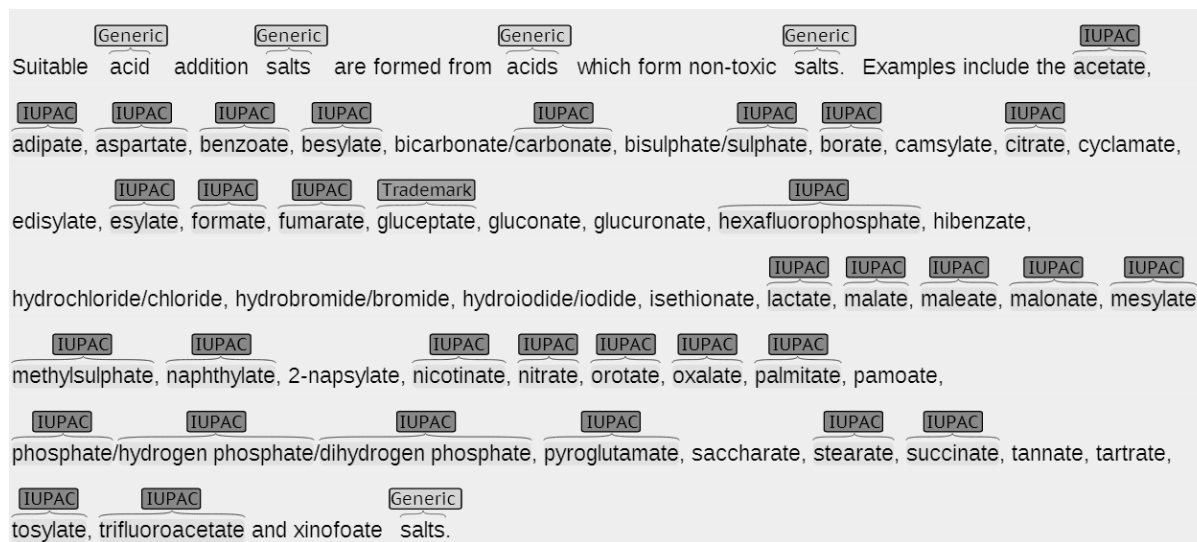 Generic Generic Generic Generic IUPAC
Suitable acid addition salts are formed from acids which form non-toxic salts. Examples include the acetate,
IUPAC IUPAC IUPAC IUPAC IUPAC IUPAC IUPAC IUPAC
adipate, aspartate, benzoate, besylate, bicarbonate/carbonate, bisulphate/sulphate, borate, camsylate, citrate, cyclamate,
IUPAC IUPAC IUPAC Trademark IUPAC
edisylate, esylate, formate, fumarate, gluceptate, gluconate, glucuronate, hexafluorophosphate, hibenzate,
IUPAC IUPAC IUPAC IUPAC IUPAC
hydrochloride/chloride, hydrobromide/bromide, hydroiodide/iodide, isethionate, lactate, malate, maleate, malonate, mesylate
IUPAC IUPAC IUPAC IUPAC IUPAC IUPAC IUPAC
methylsulphate, naphthylate, 2-napsylate, nicotinate, nitrate, orotate, oxalate, palmitate, pamoate,
IUPAC IUPAC IUPAC IUPAC IUPAC IUPAC
phosphate/hydrogen phosphate/dihydrogen phosphate, pyroglutamate, saccharate, stearate, succinate, tannate, tartrate,
IUPAC IUPAC Generic
tosylate, trifluoroacetate and xinofoate salts.